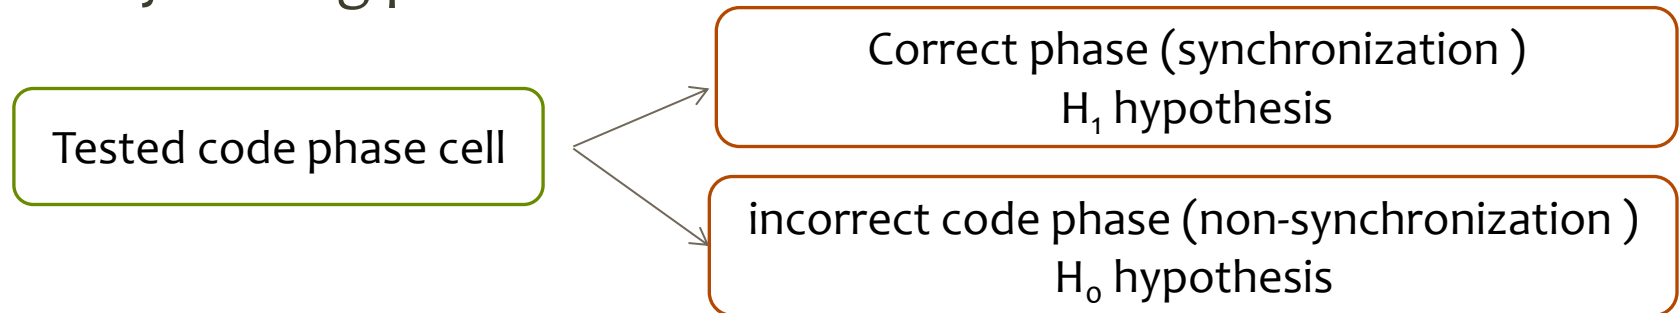 Correct phase (synchronization )
H₁ hypothesis
Tested code phase cell
incorrect code phase (non-synchronization )
H₀ hypothesis